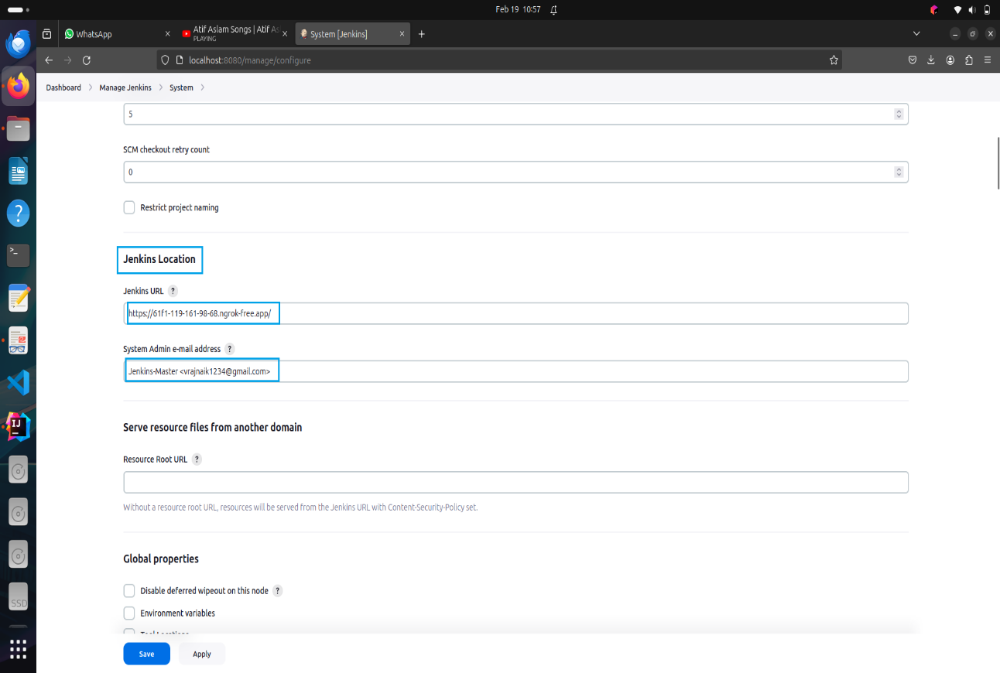 Feb 19 10:57
WhatsApp
Atif Aslam Songs | Atif As
PLAYING
System [Jenkins]
localhost:8080/manage/configure
Dashboard
Manage Jenkins
System
5
SCM checkout retry count
0
Restrict project naming
Jenkins Location
Jenkins URL ?
https://61f1-119-161-98-68.ngrok-free.app/
System Admin e-mail address ?
Jenkins-Master <vrajnaik1234@gmail.com>
Serve resource files from another domain
Resource Root URL ?
Without a resource root URL, resources will be served from the Jenkins URL with Content-Security-Policy set.
Global properties
Disable deferred wipeout on this node ?
Environment variables
Tool Locations
Save
Apply
?
>_
IJ
SSD